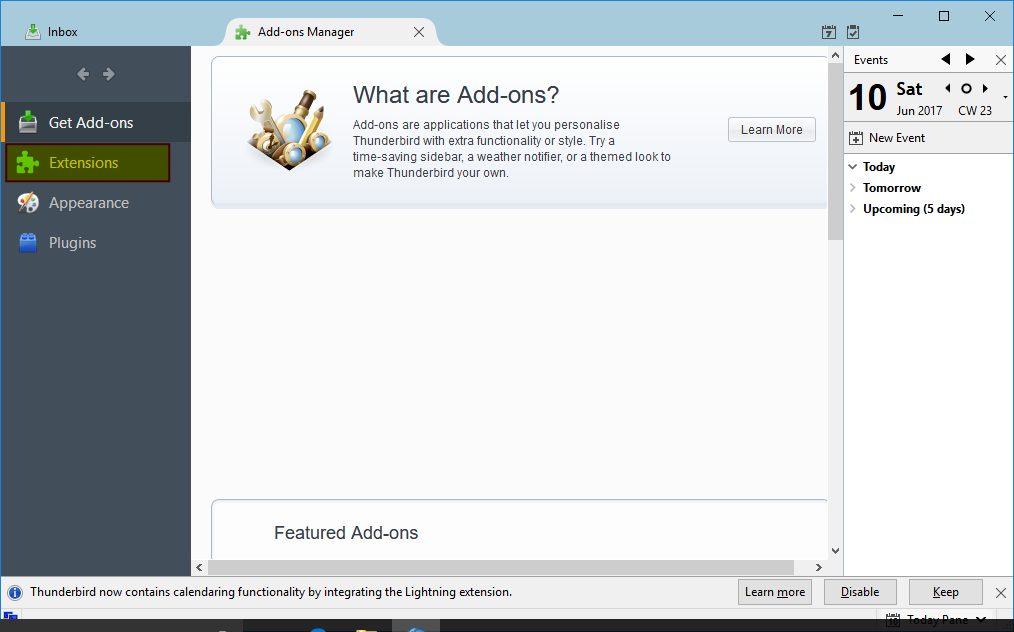 Inbox
Add-ons Manager
7
Get Add-ons
Extensions
Appearance
Plugins
What are Add-ons?
Add-ons are applications that let you personalise
Thunderbird with extra functionality or style. Try a
time-saving sidebar, a weather notifier, or a themed look to
make Thunderbird your own.
Learn More
Featured Add-ons
Events
10 Sat
Jun 2017 CW 23
New Event
Today
Tomorrow
Upcoming (5 days)
Thunderbird now contains calendaring functionality by integrating the Lightning extension.
Learn more
Disable
Keep
Today Pane